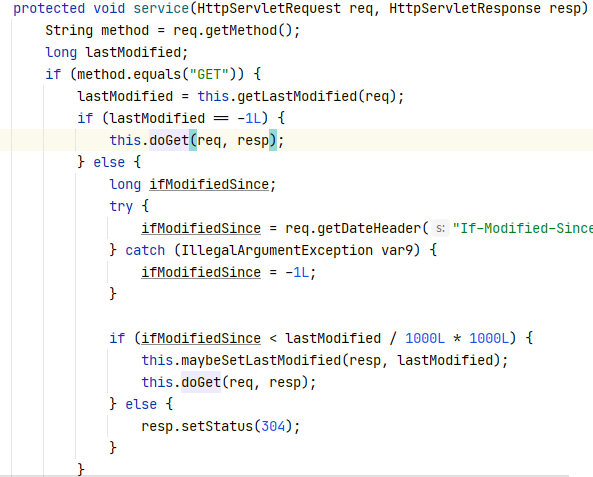 protected void service(HttpServletRequest req, HttpServletResponse resp)
    String method = req.getMethod();
    long lastModified;
    if (method.equals("GET")) {
        lastModified = this.getLastModified(req);
        if (lastModified == -1L) {
            this.doGet(req, resp);
        } else {
            long ifModifiedSince;
            try {
                ifModifiedSince = req.getDateHeader( s: "If-Modified-Since
            } catch (IllegalArgumentException var9) {
                ifModifiedSince = -1L;
            }
            if (ifModifiedSince < lastModified / 1000L * 1000L) {
                this.maybeSetLastModified(resp, lastModified);
                this.doGet(req, resp);
            } else {
                resp.setStatus(304);
            }
        }